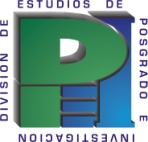 DIVISION DE
ESTUDIOS DE
POSGRADO E
INVESTIGACION